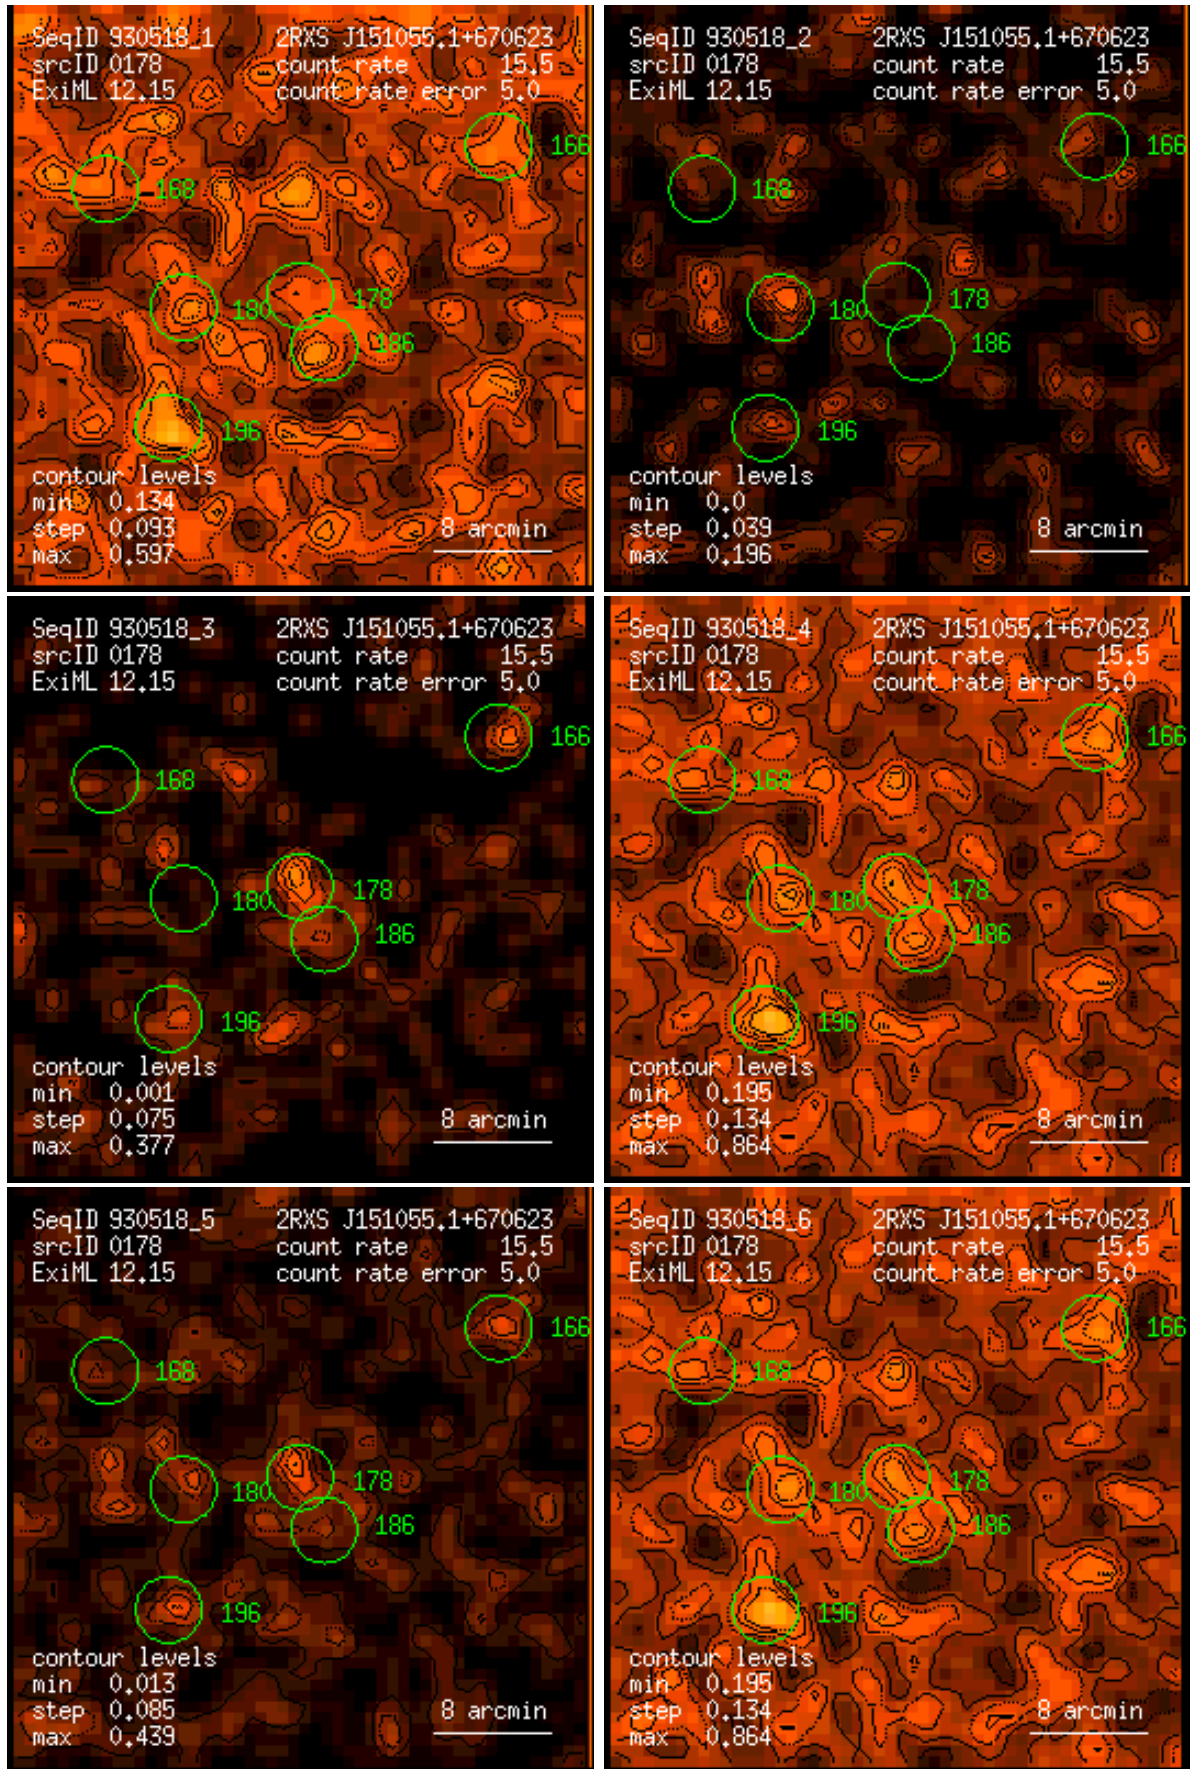 SeqID 930518_1 2RXS J151055.1+670623
srcID 0178 count rate 15.5
ExiML 12.15 count rate error 5.0
166
168
178
180
186
196
contour levels
min 0.134
step 0.093 8 arcmin
max 0.597
SeqID 930518_2 2RXS J151055.1+670623
srcID 0178 count rate 15.5
ExiML 12.15 count rate error 5.0
166
168
178
180
186
196
contour levels
min 0.0
step 0.039 8 arcmin
max 0.196
SeqID 930518_3 2RXS J151055.1+670623
srcID 0178 count rate 15.5
ExiML 12.15 count rate error 5.0
166
168
178
180
186
196
contour levels
min 0.001
step 0.075 8 arcmin
max 0.377
SeqID 930518_4 2RXS J151055.1+670623
srcID 0178 count rate 15.5
ExiML 12.15 count rate error 5.0
166
168
178
180
186
196
contour levels
min 0.195
step 0.134 8 arcmin
max 0.864
SeqID 930518_5 2RXS J151055.1+670623
srcID 0178 count rate 15.5
ExiML 12.15 count rate error 5.0
166
168
178
180
186
196
contour levels
min 0.013
step 0.085 8 arcmin
max 0.439
SeqID 930518_6 2RXS J151055.1+670623
srcID 0178 count rate 15.5
ExiML 12.15 count rate error 5.0
166
168
178
180
186
196
contour levels
min 0.195
step 0.134 8 arcmin
max 0.864